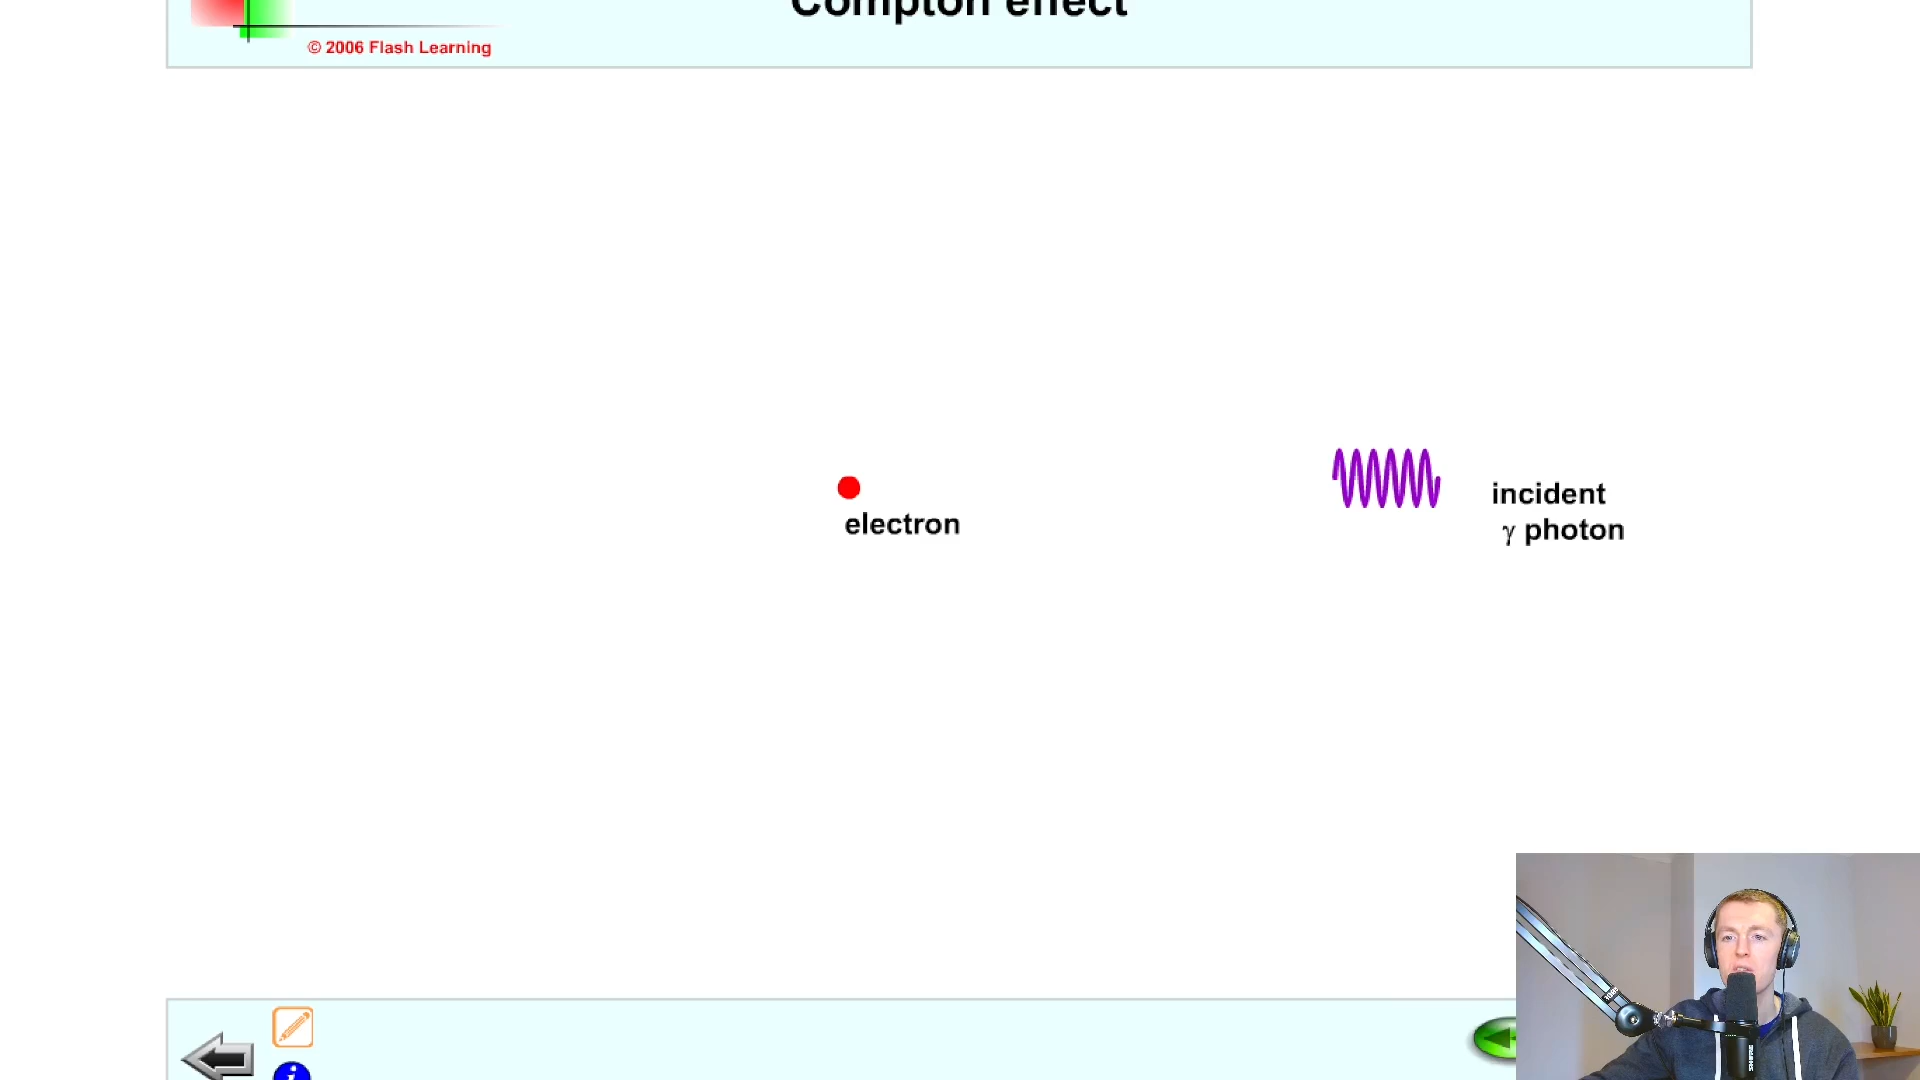 Compton effect
© 2006 Flash Learning
electron
incident
γ photon